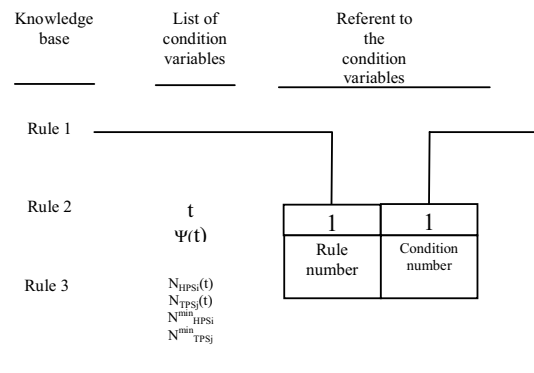 Knowledge
base
List of
condition
variables
Referent to
the
condition
variables
Rule 1
Rule 2
t
Ψ(t)
1
1
Rule
number
Condition
number
Rule 3
N_HPSi(t)
N_TPSj(t)
N^min_HPSi
N^min_TPSj